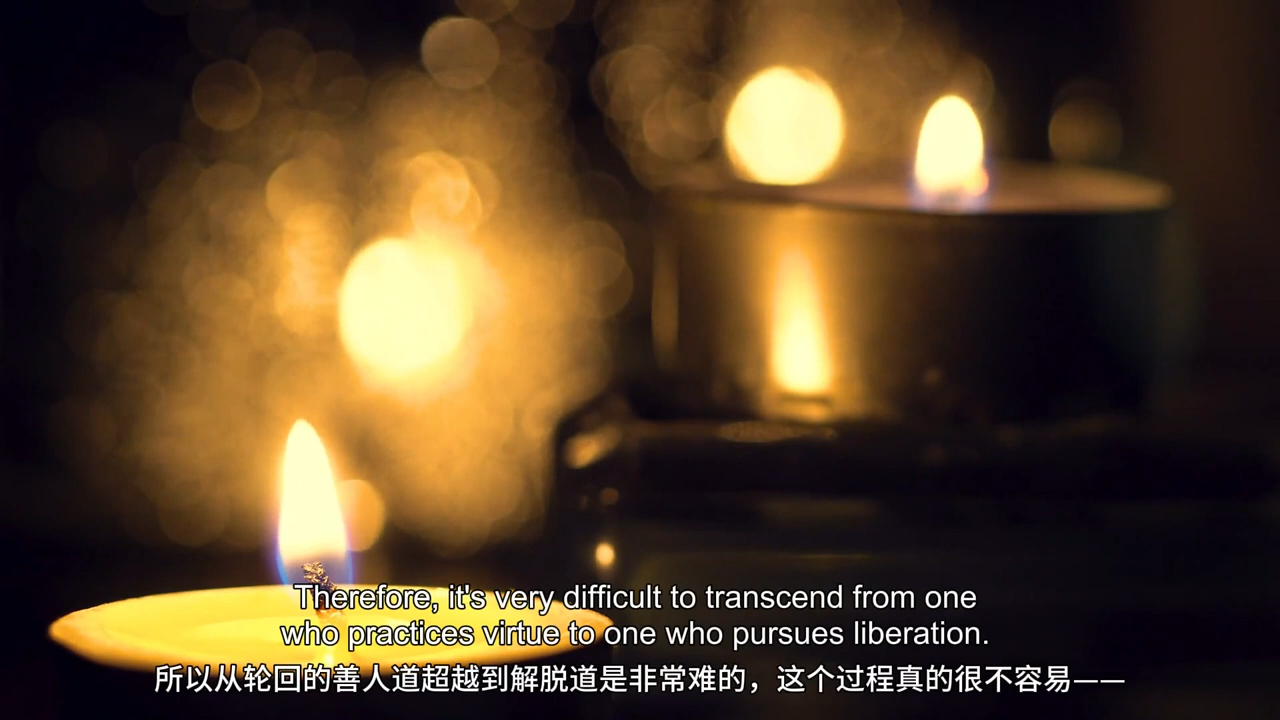 Therefore, it's very difficult to transcend from one
who practices virtue to one who pursues liberation.
所以从轮回的善人道超越到解脱道是非常难的，这个过程真的很不容易——